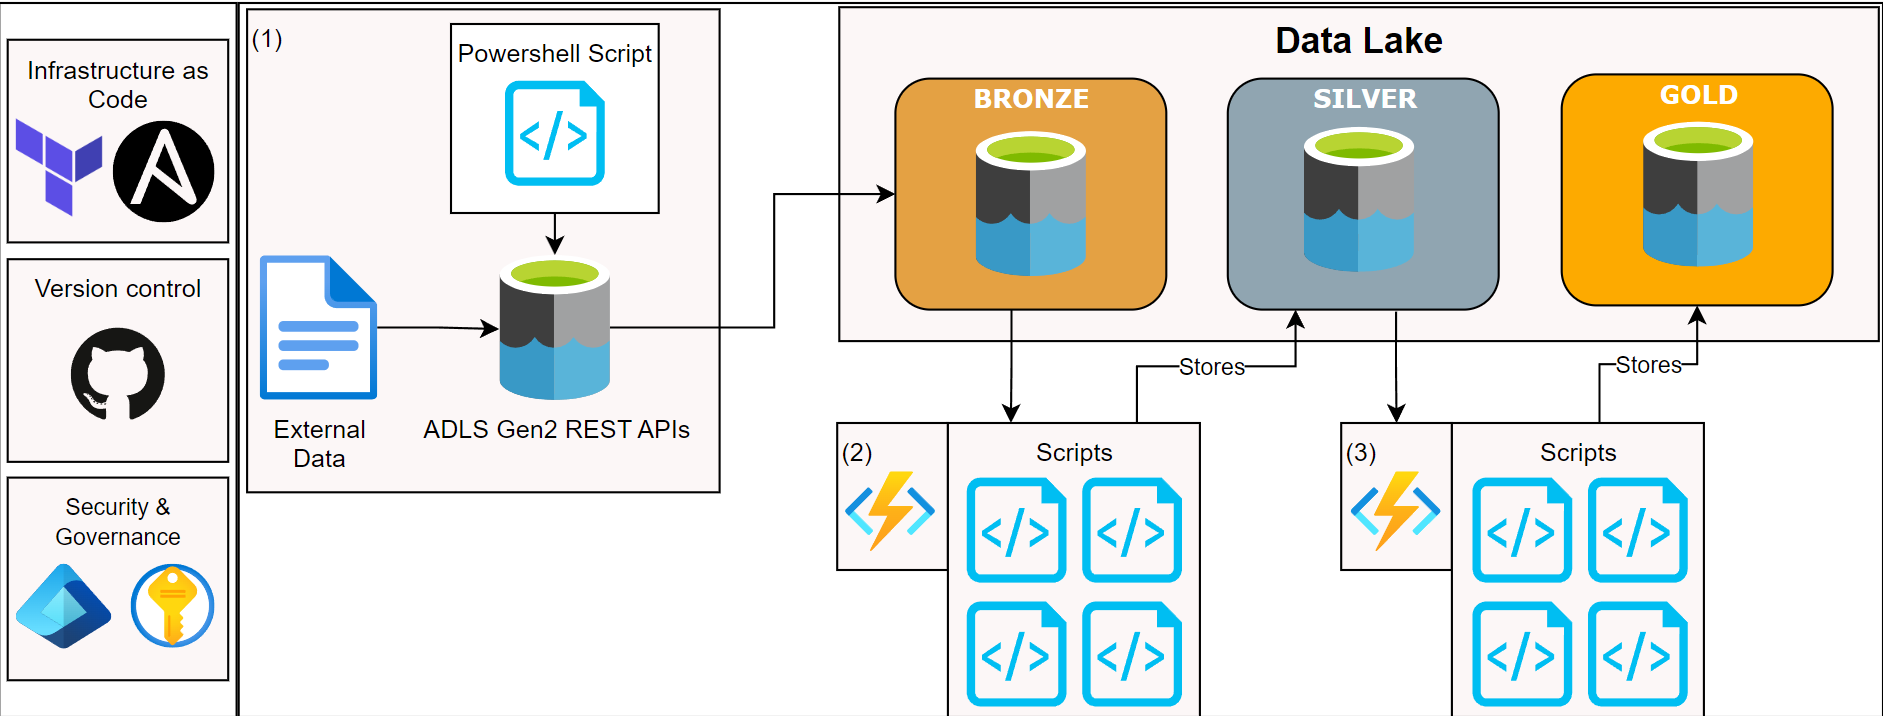 Infrastructure as
Code
Version control
Security &
Governance
(1)
Powershell Script
External
Data
ADLS Gen2 REST APIs
Data Lake
BRONZE
SILVER
GOLD
Stores
Stores
(2)
Scripts
(3)
Scripts